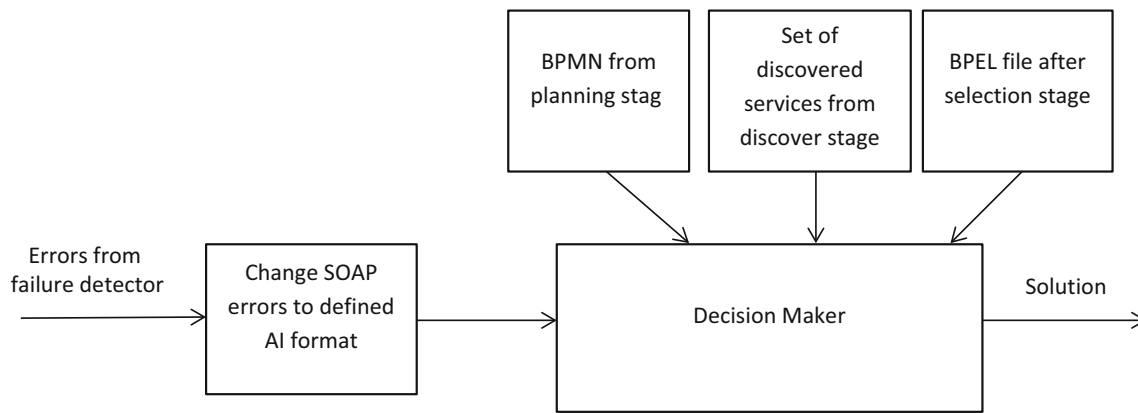 BPMN from
planning stag
Set of
discovered
services from
discover stage
BPEL file after
selection stage
Errors from
failure detector
Change SOAP
errors to defined
AI format
Decision Maker
Solution